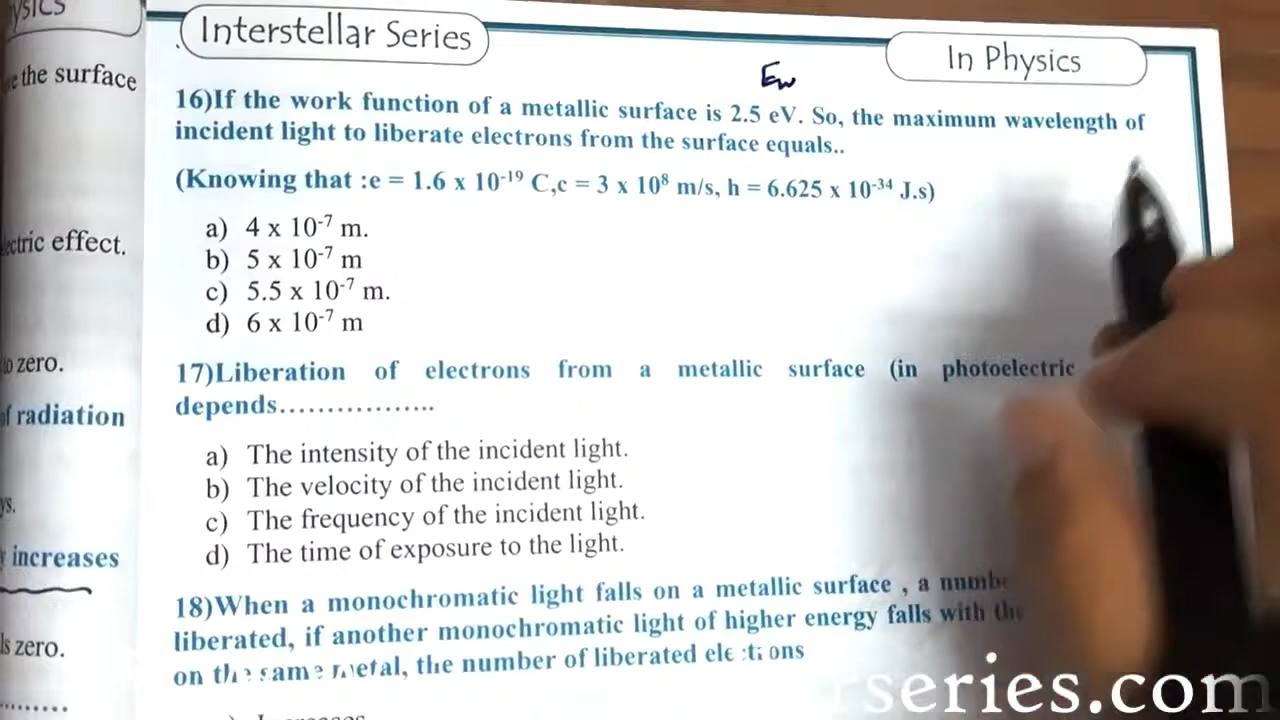 Interstellar Series
In Physics
the surface
Ew
16)If the work function of a metallic surface is 2.5 eV. So, the maximum wavelength of
incident light to liberate electrons from the surface equals..
(Knowing that :e = 1.6 x 10⁻¹⁹ C,c = 3 x 10⁸ m/s, h = 6.625 x 10⁻³⁴ J.s)
a) 4 x 10⁻⁷ m.
b) 5 x 10⁻⁷ m
c) 5.5 x 10⁻⁷ m.
d) 6 x 10⁻⁷ m
effect.
zero.
radiation
increases
zero.
17)Liberation of electrons from a metallic surface (in photoelectric
depends.................
a) The intensity of the incident light.
b) The velocity of the incident light.
c) The frequency of the incident light.
d) The time of exposure to the light.
18)When a monochromatic light falls on a metallic surface , a
liberated, if another monochromatic light of higher energy falls with
on the same metal, the number of liberated electrons
series.com